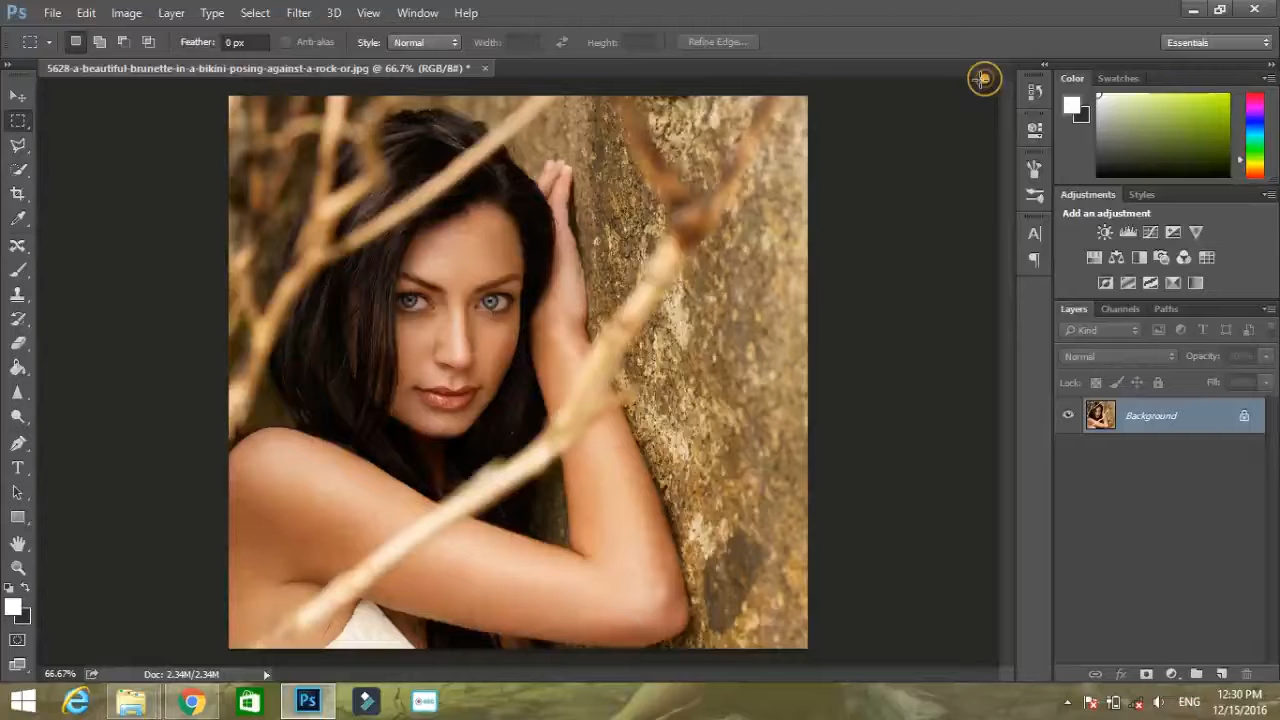 Ps File Edit Image Layer Type Select Filter 3D View Window Help
Feather: 0 px Anti-alias Style: Normal Width: Height: Refine Edge... Essentials
5628-a-beautiful-brunette-in-a-bikini-posing-against-a-rock-or.jpg @ 66.7% (RGB/8#) * ×
Color Swatches
Adjustments Styles
Add an adjustment
Layers Channels Paths
Kind
Normal Opacity:
Lock: Fill:
Background
66.67% Doc: 2.34M/2.34M
Ps ENG 12:30 PM
12/15/2016